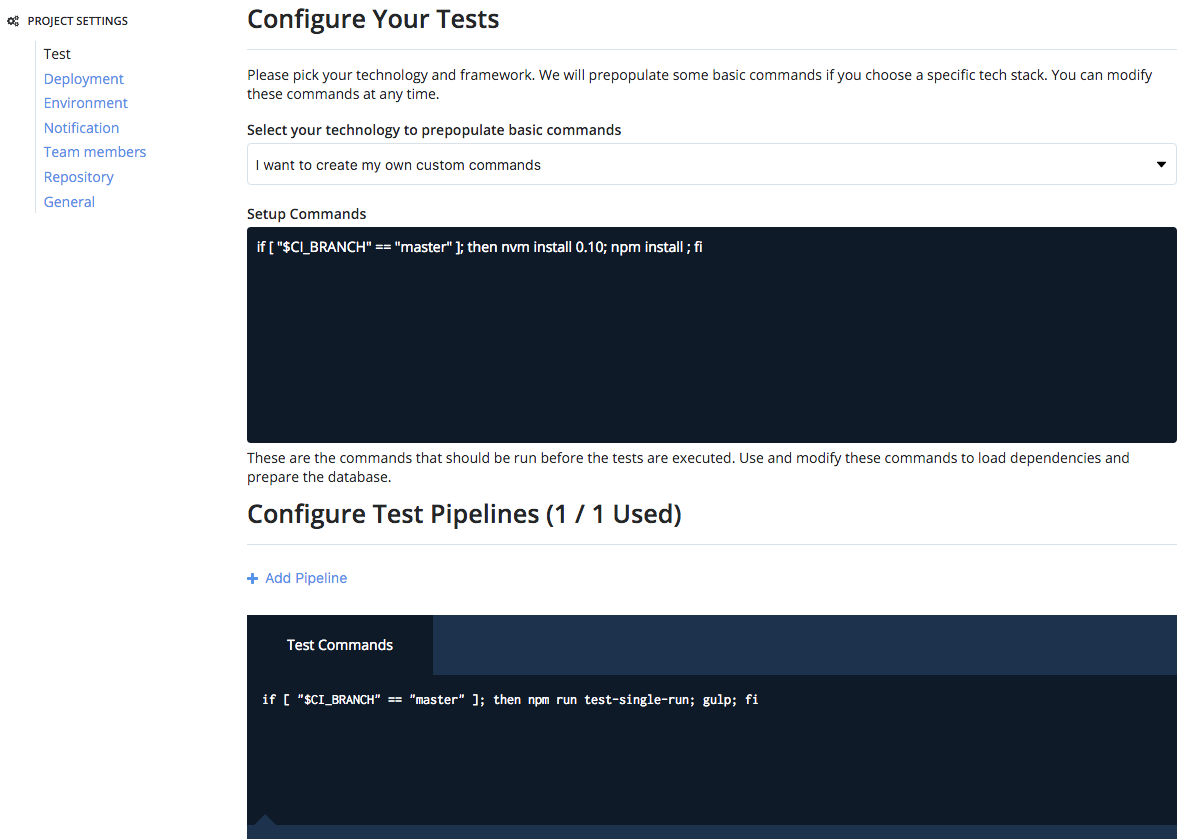 PROJECT SETTINGS
Test
Deployment
Environment
Notification
Team members
Repository
General
Configure Your Tests
Please pick your technology and framework. We will prepopulate some basic commands if you choose a specific tech stack. You can modify
these commands at any time.
Select your technology to prepopulate basic commands
I want to create my own custom commands
Setup Commands
if [ "$CI_BRANCH" == "master" ]; then nvm install 0.10; npm install ; fi
These are the commands that should be run before the tests are executed. Use and modify these commands to load dependencies and
prepare the database.
Configure Test Pipelines (1 / 1 Used)
+ Add Pipeline
Test Commands
if [ "$CI_BRANCH" == "master" ]; then npm run test-single-run; gulp; fi